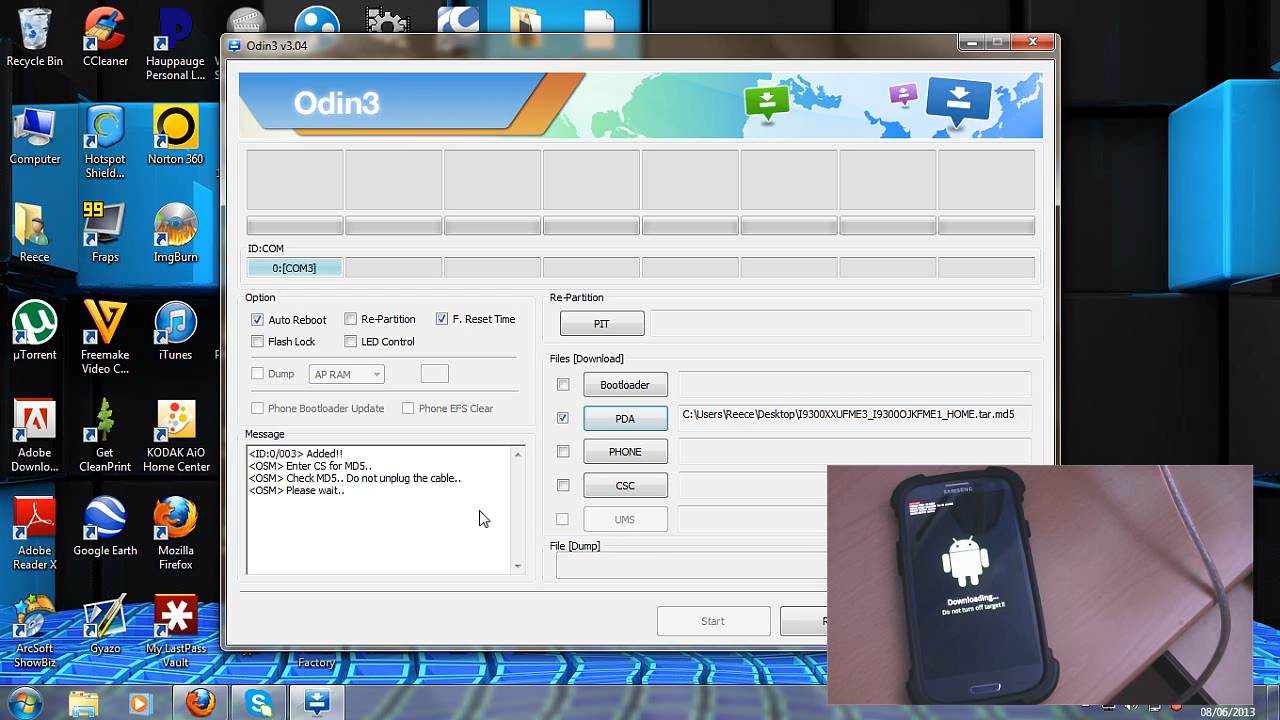 Odin3 v3.04
Odin3
ID:COM
0:[COM3]
Option
Auto Reboot
Re-Partition
F. Reset Time
Flash Lock
LED Control
Dump
AP RAM
Phone Bootloader Update
Phone EFS Clear
Message
<ID:0/003> Added!!
<OSM> Enter CS for MD5..
<OSM> Check MD5.. Do not unplug the cable..
<OSM> Please wait..
Re-Partition
PIT
Files [Download]
Bootloader
PDA
C:\Users\Reece\Desktop\I9300XXUFME3_I9300OJKFME1_HOME.tar.md5
PHONE
CSC
UMS
File [Dump]
Start
R
Recycle Bin
CCleaner
Hauppauge
Personal L...
Computer
Hotspot
Shield...
Norton 360
Reece
99
Fraps
ImgBurn
µTorrent
Freemake
Video C...
iTunes
Adobe
Downlo...
Get
GetCleanPrint
KODAK AiO
Home Center
Adobe
Reader X
Google Earth
Mozilla
Firefox
ArcSoft
ShowBiz
Gyazo
My LastPass
Vault
Factory
SAMSUNG
Downloading...
Do not turn off target!!
08/06/2013